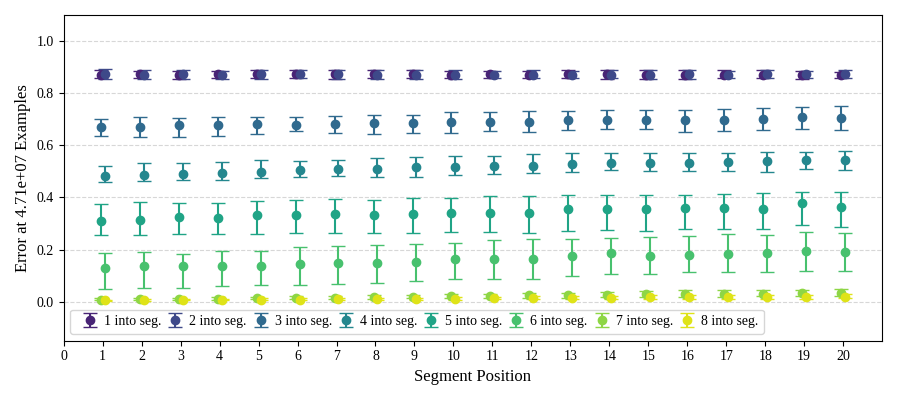 1.0
0.8
0.6
0.4
0.2
0.0
Error at 4.71e+07 Examples
1 into seg. 2 into seg. 3 into seg. 4 into seg. 5 into seg. 6 into seg. 7 into seg. 8 into seg.
0 1 2 3 4 5 6 7 8 9 10 11 12 13 14 15 16 17 18 19 20
Segment Position